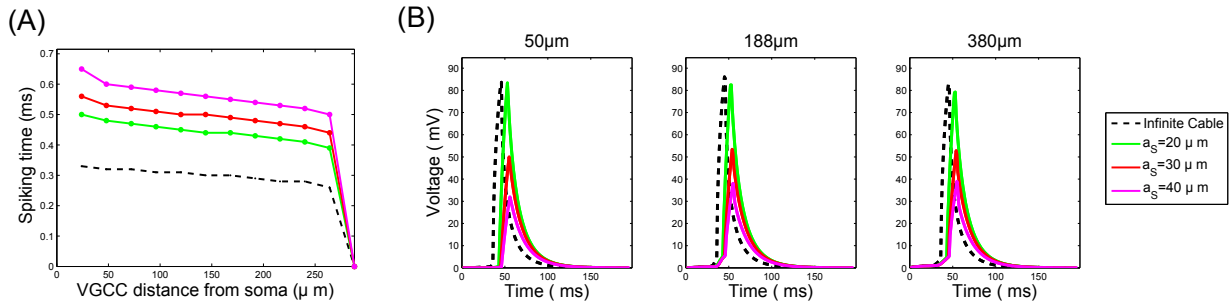 (A)
Spiking time (ms)
0.7
0.6
0.5
0.4
0.3
0.2
0.1
0
0 50 100 150 200 250
VGCC distance from soma (μ m)
(B)
Voltage ( mV)
50μm
90
80
70
60
50
40
30
20
10
0
0 50 100 150
Time ( ms)
188μm
90
80
70
60
50
40
30
20
10
0
0 50 100 150
Time ( ms)
380μm
90
80
70
60
50
40
30
20
10
0
0 50 100 150
Time ( ms)
Infinite Cable
aS=20 μ m
aS=30 μ m
aS=40 μ m